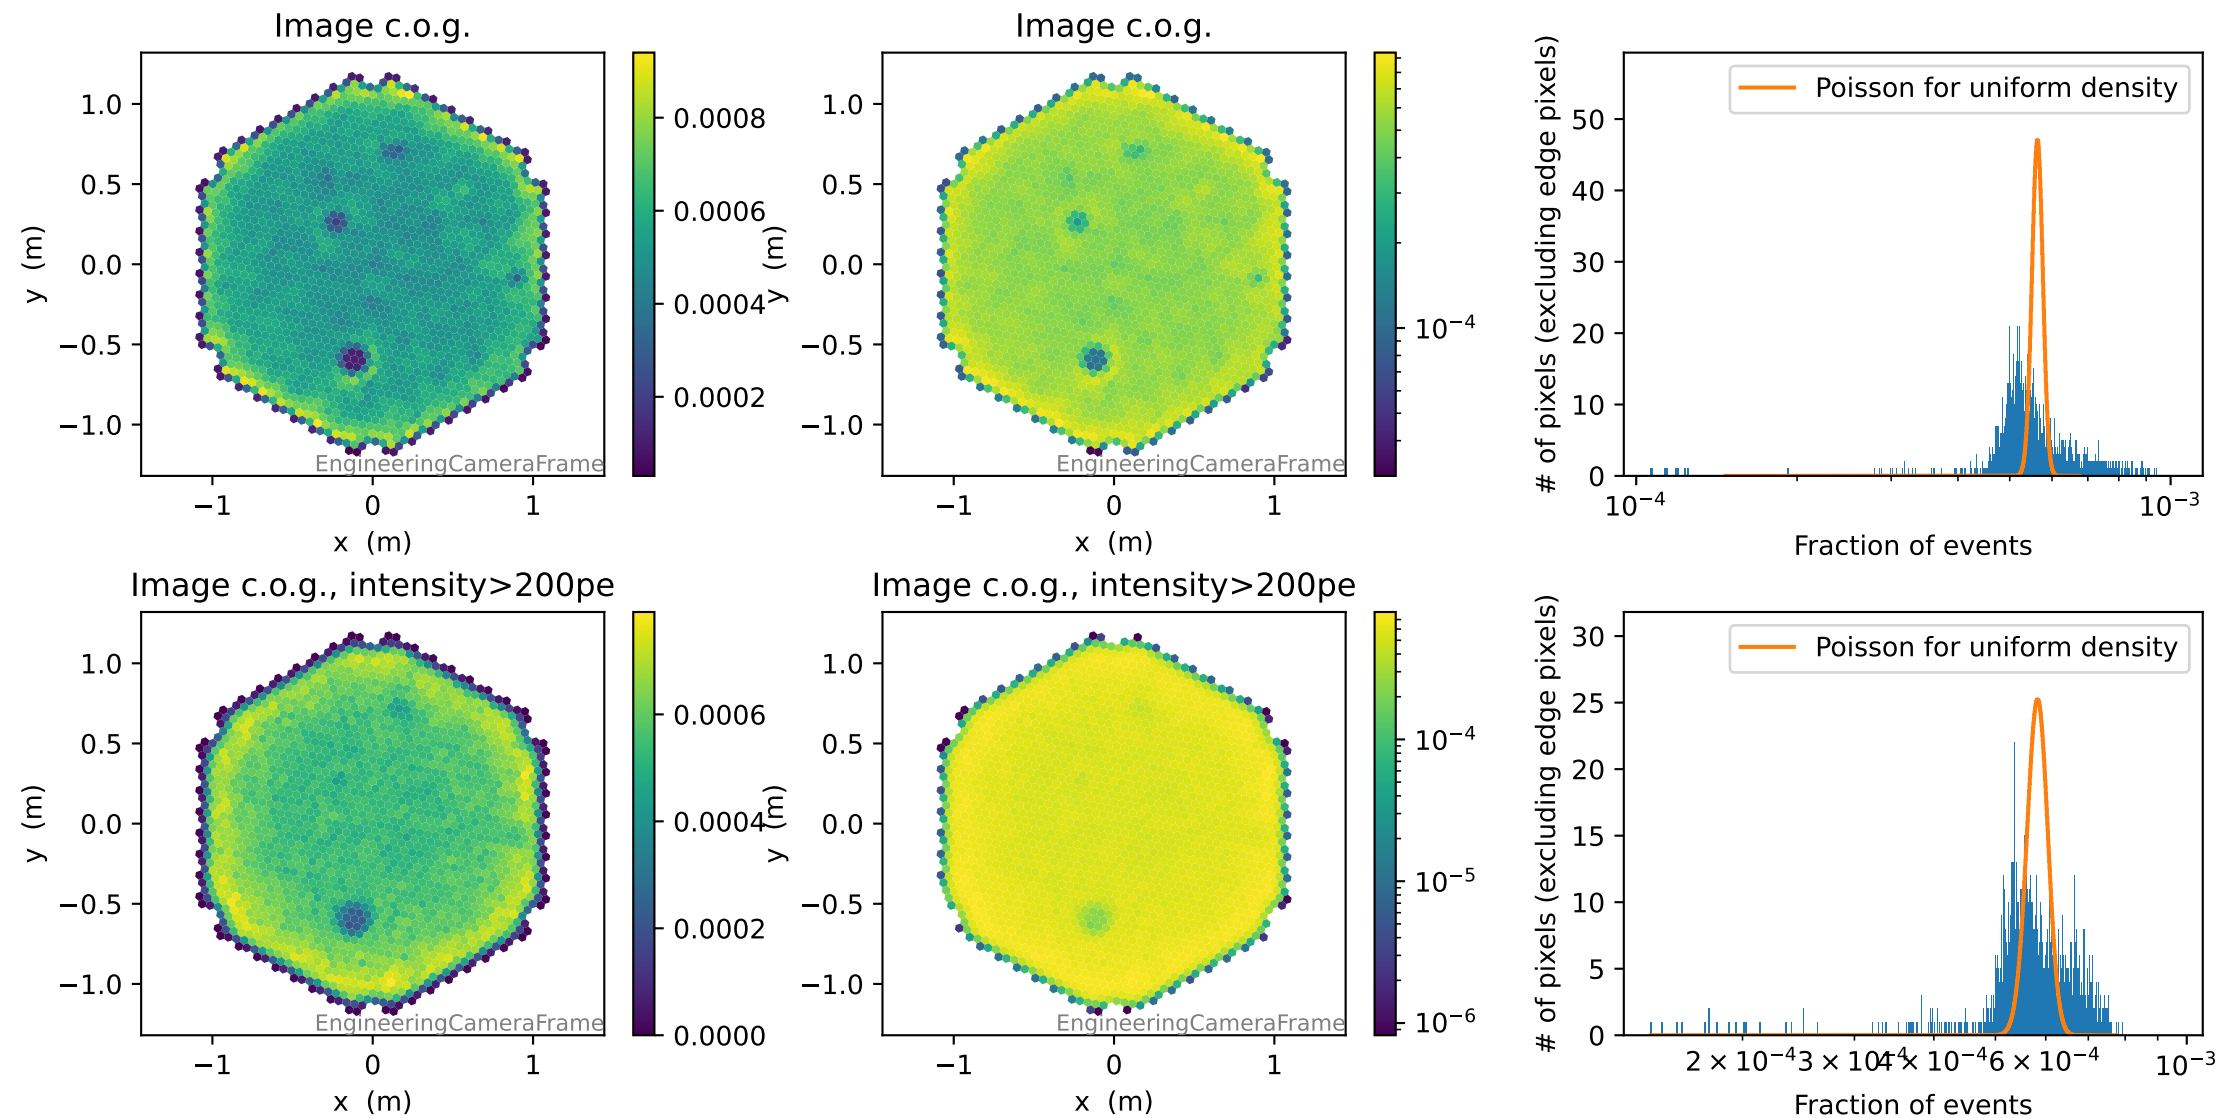 Image c.o.g.
y (m)
1.0
0.5
0.0
−0.5
−1.0
−1
0
1
x (m)
EngineeringCameraFrame
0.0008
0.0006
0.0004
0.0002
Image c.o.g.
y (m)
1.0
0.5
0.0
−0.5
−1.0
−1
0
1
x (m)
EngineeringCameraFrame
10⁻⁴
# of pixels (excluding edge pixels)
50
40
30
20
10
0
Poisson for uniform density
10⁻⁴
10⁻³
Fraction of events
Image c.o.g., intensity>200pe
y (m)
1.0
0.5
0.0
−0.5
−1.0
−1
0
1
x (m)
EngineeringCameraFrame
0.0006
0.0004
0.0002
0.0000
Image c.o.g., intensity>200pe
y (m)
1.0
0.5
0.0
−0.5
−1.0
−1
0
1
x (m)
EngineeringCameraFrame
10⁻⁴
10⁻⁵
10⁻⁶
# of pixels (excluding edge pixels)
30
25
20
15
10
5
0
Poisson for uniform density
2 × 10⁻⁴
3 × 10⁻⁴
4 × 10⁻⁴
6 × 10⁻⁴
10⁻³
Fraction of events